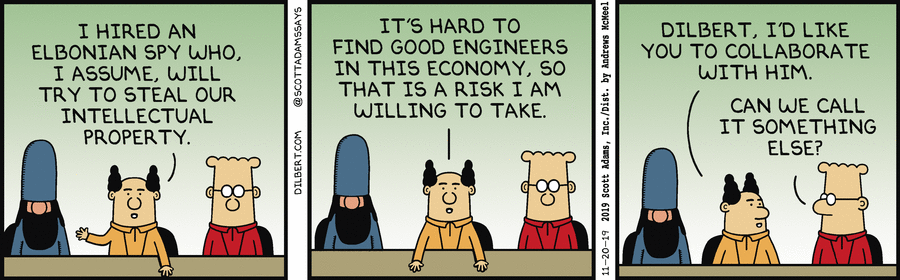 I HIRED AN
ELBONIAN SPY WHO,
I ASSUME, WILL
TRY TO STEAL OUR
INTELLECTUAL
PROPERTY.
DILBERT.COM @SCOTTADAMSSAYS
IT'S HARD TO
FIND GOOD ENGINEERS
IN THIS ECONOMY, SO
THAT IS A RISK I AM
WILLING TO TAKE.
11-20-19 2019 Scott Adams, Inc./Dist. by Andrews McMeel
DILBERT, I'D LIKE
YOU TO COLLABORATE
WITH HIM.
CAN WE CALL
IT SOMETHING
ELSE?